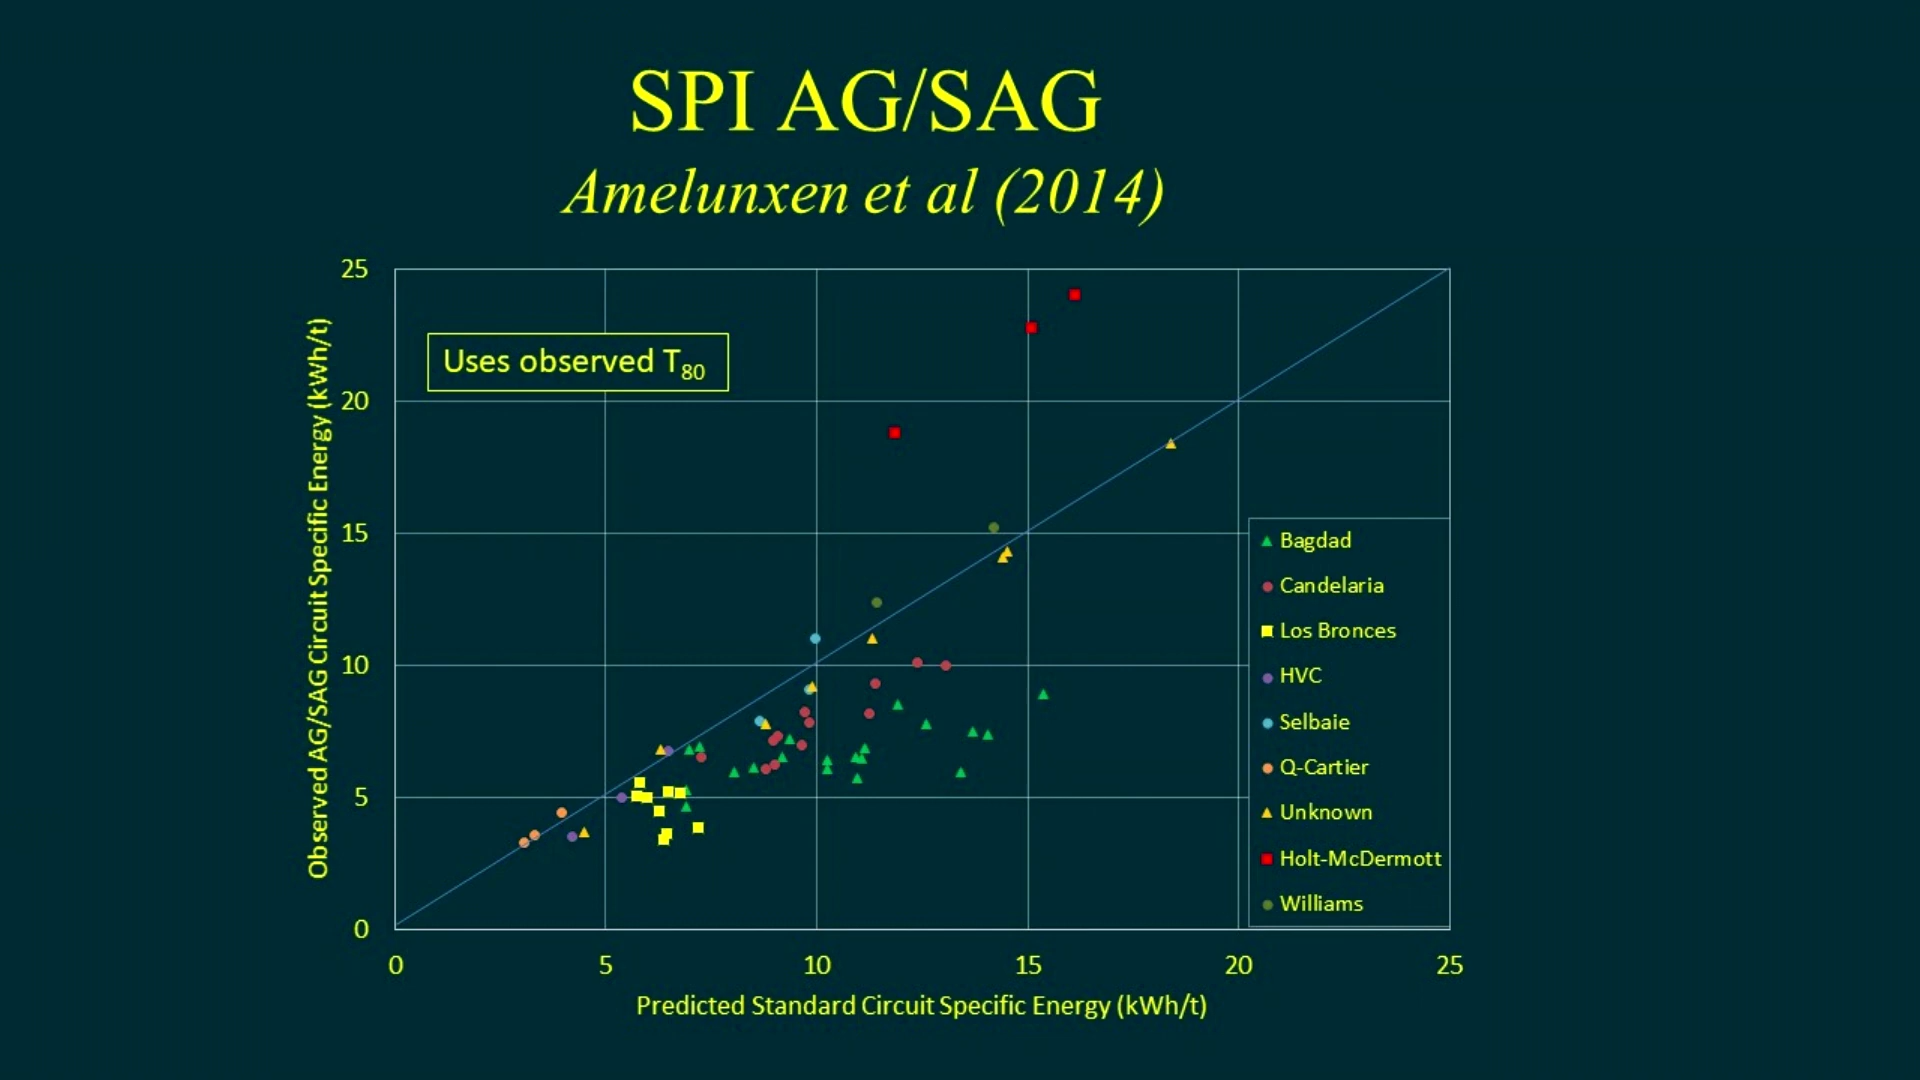 SPI AG/SAG
Amelunxen et al (2014)
Uses observed T80
Observed AG/SAG Circuit Specific Energy (kWh/t)
25
20
15
10
5
0
0 5 10 15 20 25
Predicted Standard Circuit Specific Energy (kWh/t)
Bagdad
Candelaria
Los Bronces
HVC
Selbaie
Q-Cartier
Unknown
Holt-McDermott
Williams